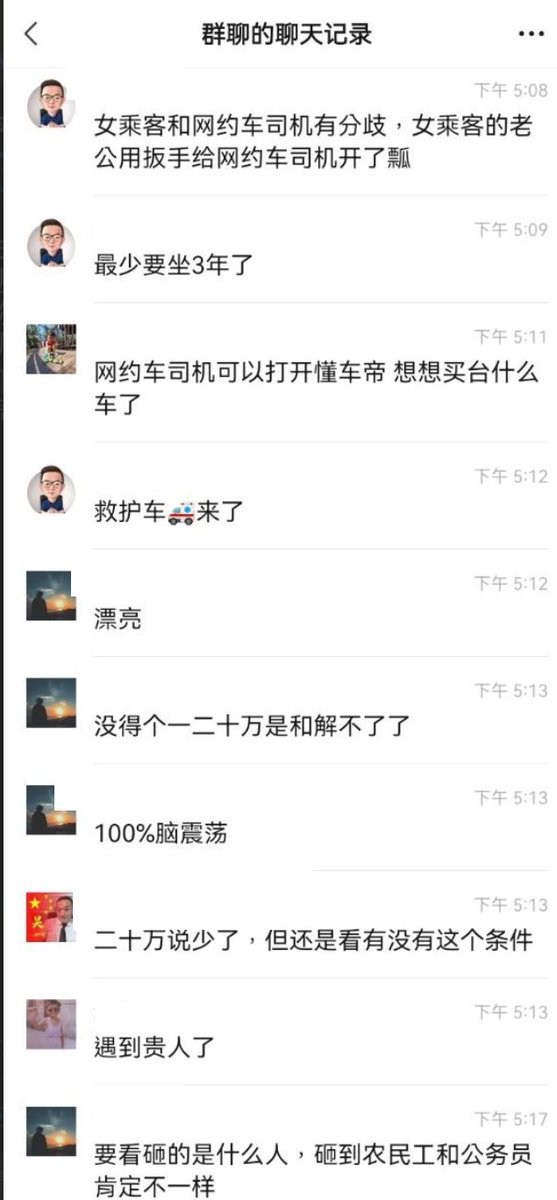 群聊的聊天记录
下午 5:08
女乘客和网约车司机有分歧，女乘客的老
公用扳手给网约车司机开了瓢
下午 5:09
最少要坐3年了
下午 5:11
网约车司机可以打开懂车帝 想想买台什么
车了
下午 5:12
救护车🚑来了
下午 5:12
漂亮
下午 5:13
没得个一二十万是和解不了了
下午 5:13
100%脑震荡
下午 5:13
二十万说少了，但还是看有没有这个条件
下午 5:13
遇到贵人了
下午 5:17
要看砸的是什么人，砸到农民工和公务员
肯定不一样